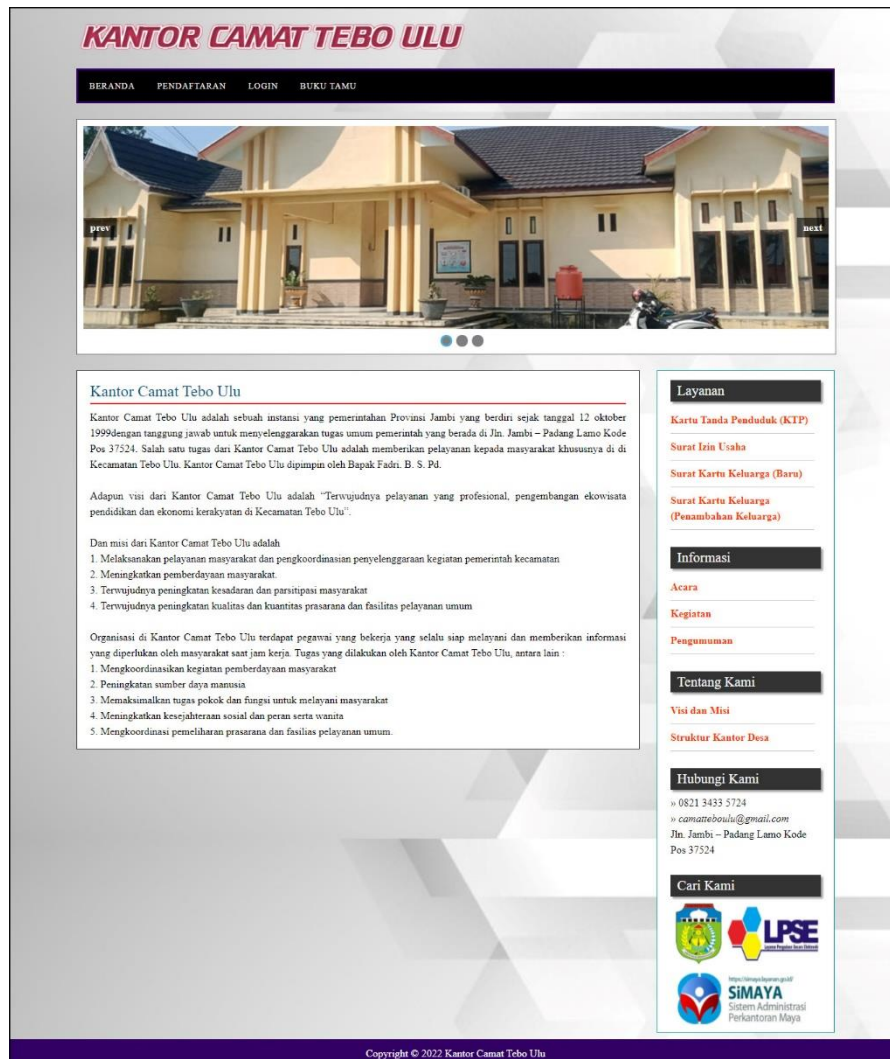 KANTOR CAMAT TEBO ULU
BERANDA PENDAFTARAN LOGIN BUKU TAMU
prev
next
Kantor Camat Tebo Ulu
Kantor Camat Tebo Ulu adalah sebuah instansi yang pemerintahan Provinsi Jambi yang berdiri sejak tanggal 12 oktober
1999dengan tanggung jawab untuk menyelenggarakan tugas umum pemerintah yang berada di Jln. Jambi – Padang Lamo Kode
Pos 37524. Salah satu tugas dari Kantor Camat Tebo Ulu adalah memberikan pelayanan kepada masyarakat khususnya di di
Kecamatan Tebo Ulu. Kantor Camat Tebo Ulu dipimpin oleh Bapak Fadri. B. S. Pd.
Adapun visi dari Kantor Camat Tebo Ulu adalah “Terwujudnya pelayanan yang profesional, pengembangan ekowisata
pendidikan dan ekonomi kerakyatan di Kecamatan Tebo Ulu”.
Dan misi dari Kantor Camat Tebo Ulu adalah
1. Melaksanakan pelayanan masyarakat dan pengkoordinasian penyelenggaraan kegiatan pemerintah kecamatan
2. Meningkatkan pemberdayaan masyarakat.
3. Terwujudnya peningkatan kesadaran dan parsitipasi masyarakat
4. Terwujudnya peningkatan kualitas dan kuantitas prasarana dan fasilitas pelayanan umum
Organisasi di Kantor Camat Tebo Ulu terdapat pegawai yang bekerja yang selalu siap melayani dan memberikan informasi
yang diperlukan oleh masyarakat saat jam kerja. Tugas yang dilakukan oleh Kantor Camat Tebo Ulu, antara lain :
1. Mengkoordinasikan kegiatan pemberdayaan masyarakat
2. Peningkatan sumber daya manusia
3. Memaksimalkan tugas pokok dan fungsi untuk melayani masyarakat
4. Meningkatkan kesejahteraan sosial dan peran serta wanita
5. Mengkoordinasi pemeliharan prasarana dan fasilias pelayanan umum.
Layanan
Kartu Tanda Penduduk (KTP)
Surat Izin Usaha
Surat Kartu Keluarga (Baru)
Surat Kartu Keluarga
(Penambahan Keluarga)
Informasi
Acara
Kegiatan
Pengumuman
Tentang Kami
Visi dan Misi
Struktur Kantor Desa
Hubungi Kami
» 0821 3433 5724
» camatteboulu@gmail.com
Jln. Jambi – Padang Lamo Kode
Pos 37524
Cari Kami
LPSE
Layanan Pengadaan Secara Elektronik
https://simaya.layanan.go.id/
SiMAYA
Sistem Administrasi
Perkantoran Maya
Copyright © 2022 Kantor Camat Tebo Ulu